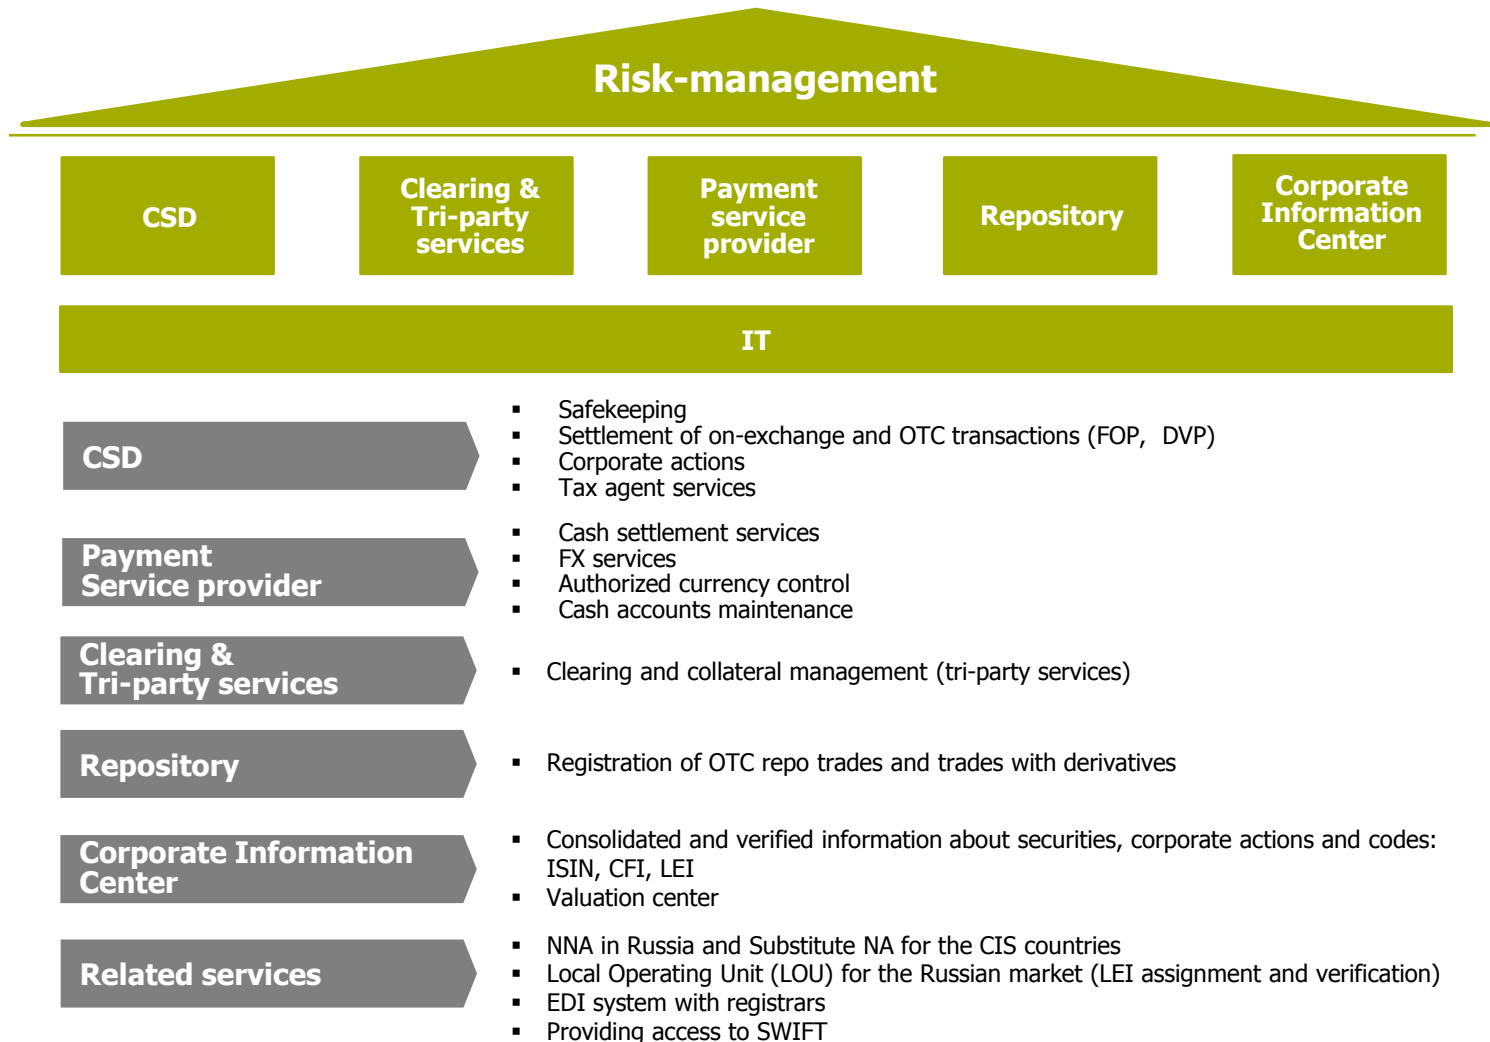 Risk-management
CSD
Clearing &
Tri-party
services
Payment
service
provider
Repository
Corporate
Information
Center
IT
CSD
▪ Safekeeping
▪ Settlement of on-exchange and OTC transactions (FOP, DVP)
▪ Corporate actions
▪ Tax agent services
Payment
Service provider
▪ Cash settlement services
▪ FX services
▪ Authorized currency control
▪ Cash accounts maintenance
Clearing &
Tri-party services
▪ Clearing and collateral management (tri-party services)
Repository
▪ Registration of OTC repo trades and trades with derivatives
Corporate Information
Center
▪ Consolidated and verified information about securities, corporate actions and codes:
ISIN, CFI, LEI
▪ Valuation center
Related services
▪ NNA in Russia and Substitute NA for the CIS countries
▪ Local Operating Unit (LOU) for the Russian market (LEI assignment and verification)
▪ EDI system with registrars
▪ Providing access to SWIFT